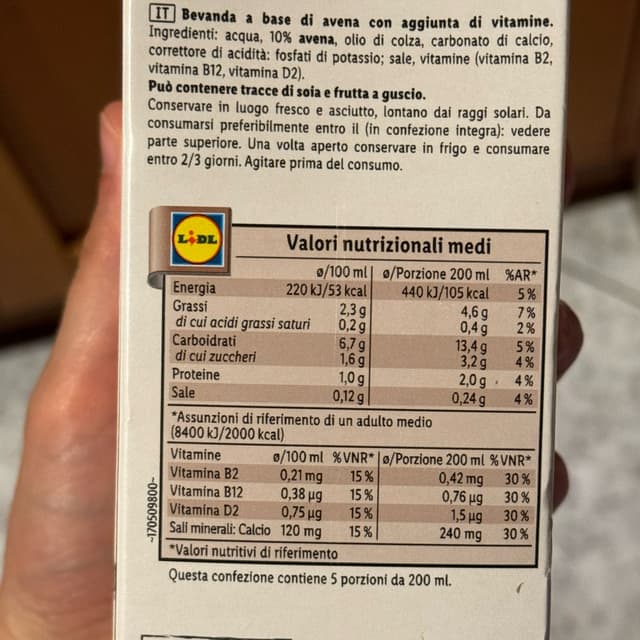 IT Bevanda a base di avena con aggiunta di vitamine.
Ingredienti: acqua, 10% avena, olio di colza, carbonato di calcio,
correttore di acidità: fosfati di potassio; sale, vitamine (vitamina B2,
vitamina B12, vitamina D2).
Può contenere tracce di soia e frutta a guscio.
Conservare in luogo fresco e asciutto, lontano dai raggi solari. Da
consumarsi preferibilmente entro il (in confezione integra): vedere
parte superiore. Una volta aperto conservare in frigo e consumare
entro 2/3 giorni. Agitare prima del consumo.
LIDL
Valori nutrizionali medi
ø/100 ml ø/Porzione 200 ml %AR*
Energia 220 kJ/53 kcal 440 kJ/105 kcal 5%
Grassi 2,3 g 4,6 g 7%
di cui acidi grassi saturi 0,2 g 0,4 g 2%
Carboidrati 6,7 g 13,4 g 5%
di cui zuccheri 1,6 g 3,2 g 4%
Proteine 1,0 g 2,0 g 4%
Sale 0,12 g 0,24 g 4%
*Assunzioni di riferimento di un adulto medio
(8400 kJ/2000 kcal)
Vitamine ø/100 ml %VNR* ø/Porzione 200 ml %VNR*
Vitamina B2 0,21 mg 15% 0,42 mg 30%
Vitamina B12 0,38 µg 15% 0,76 µg 30%
Vitamina D2 0,75 µg 15% 1,5 µg 30%
Sali minerali: Calcio 120 mg 15% 240 mg 30%
*Valori nutritivi di riferimento
~170509800~
Questa confezione contiene 5 porzioni da 200 ml.